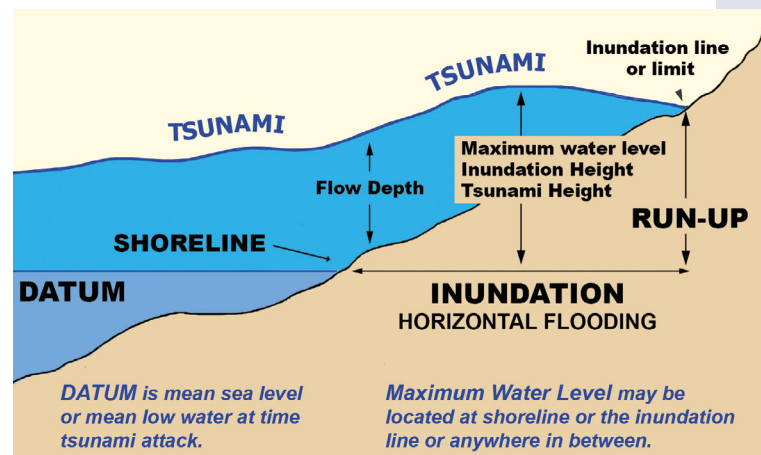 Inundation line
or limit
TSUNAMI
TSUNAMI
Maximum water level
Inundation Height
Tsunami Height
Flow Depth
RUN-UP
SHORELINE
DATUM
INUNDATION
HORIZONTAL FLOODING
DATUM is mean sea level
or mean low water at time
tsunami attack.
Maximum Water Level may be
located at shoreline or the inundation
line or anywhere in between.